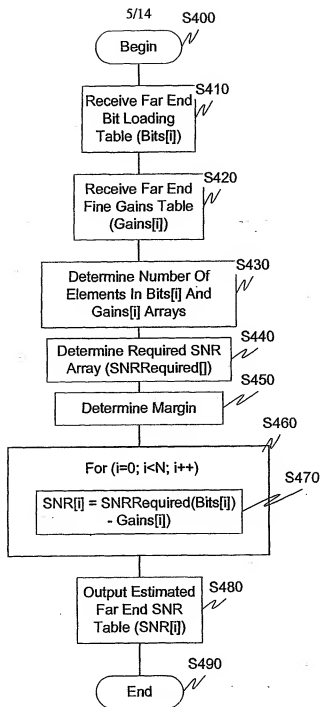 5/14
S400
Begin
S410
Receive Far End
Bit Loading
Table (Bits[i])
S420
Receive Far End
Fine Gains Table
(Gains[i])
S430
Determine Number Of
Elements In Bits[i] And
Gains[i] Arrays
S440
Determine Required SNR
Array (SNRRequired[])
S450
Determine Margin
S460
For (i=0; i<N; i++)
S470
SNR[i] = SNRRequired(Bits[i])
- Gains[i])
S480
Output Estimated
Far End SNR
Table (SNR[i])
S490
End